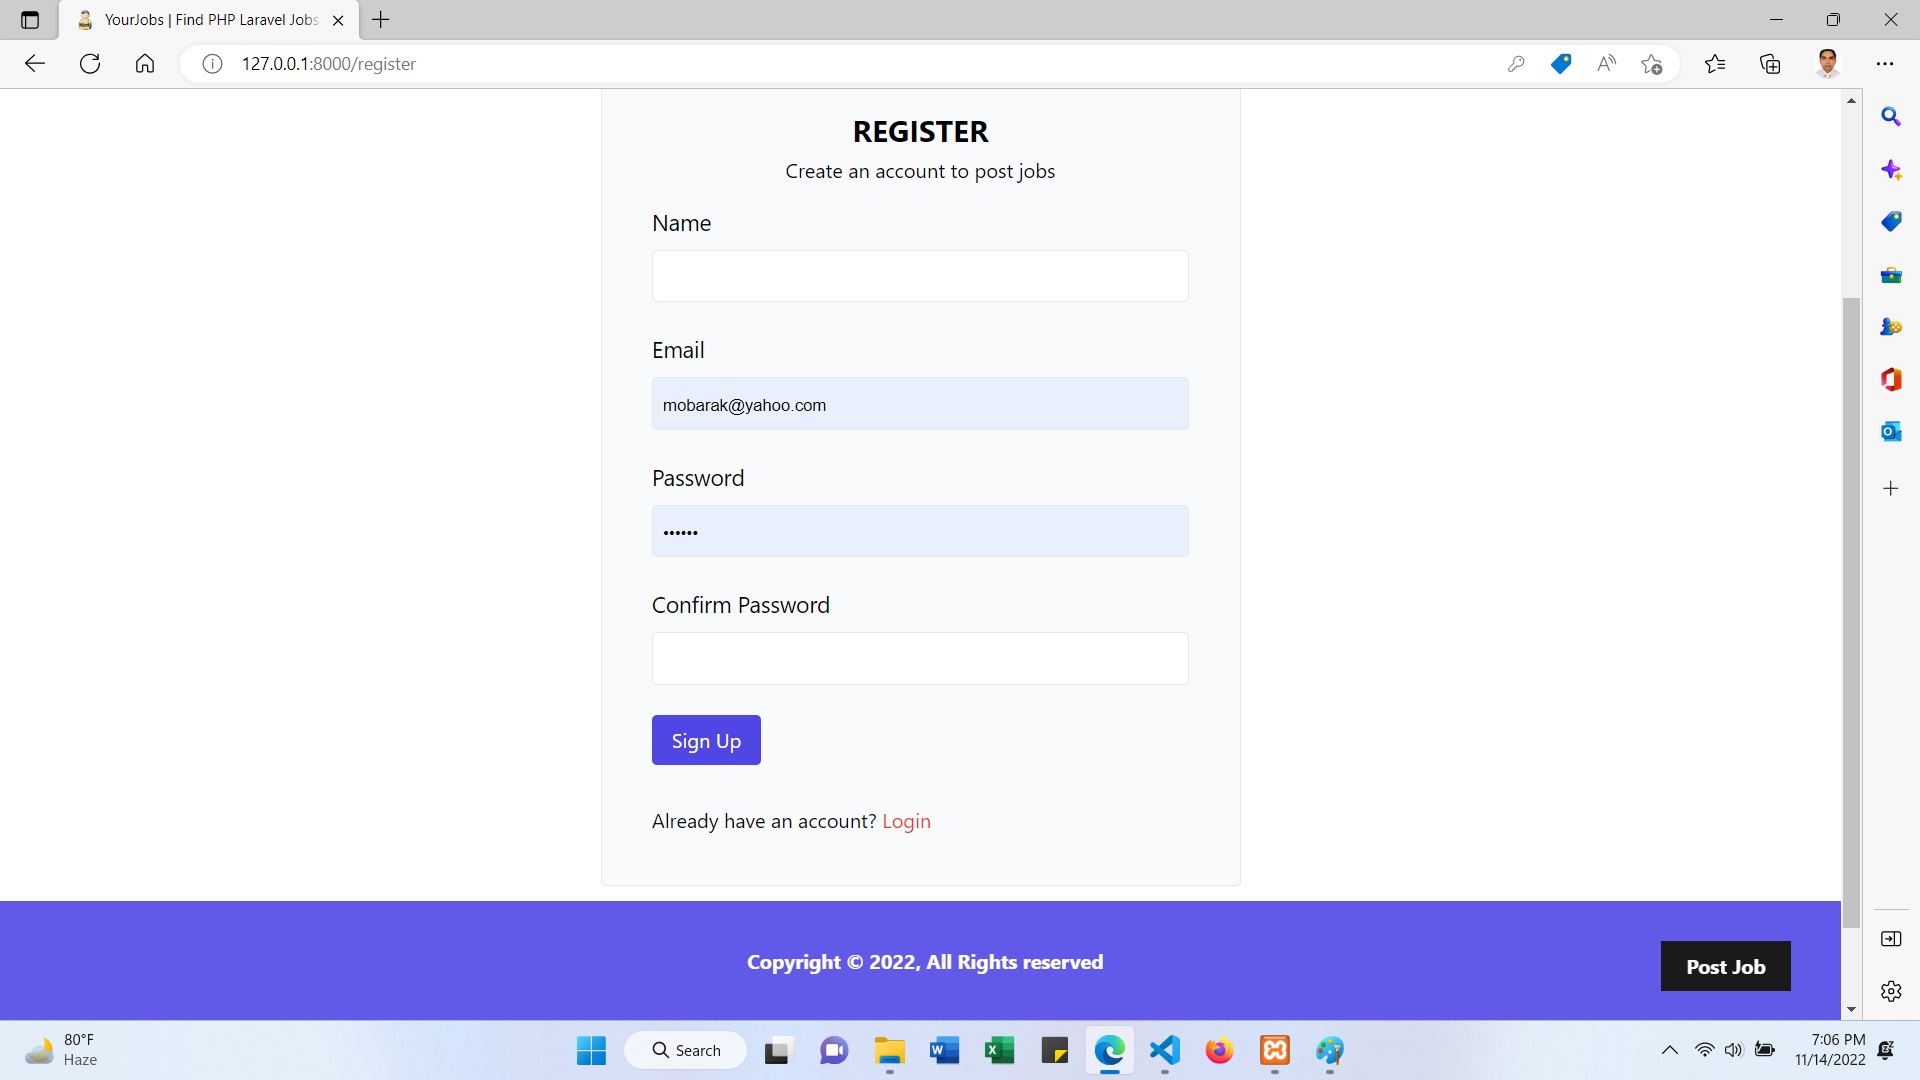 YourJobs | Find PHP Laravel Jobs
127.0.0.1:8000/register
REGISTER
Create an account to post jobs
Name
Email
mobarak@yahoo.com
Password
••••••
Confirm Password
Sign Up
Already have an account? Login
Copyright © 2022, All Rights reserved
Post Job
80°F
Haze
Search
7:06 PM
11/14/2022